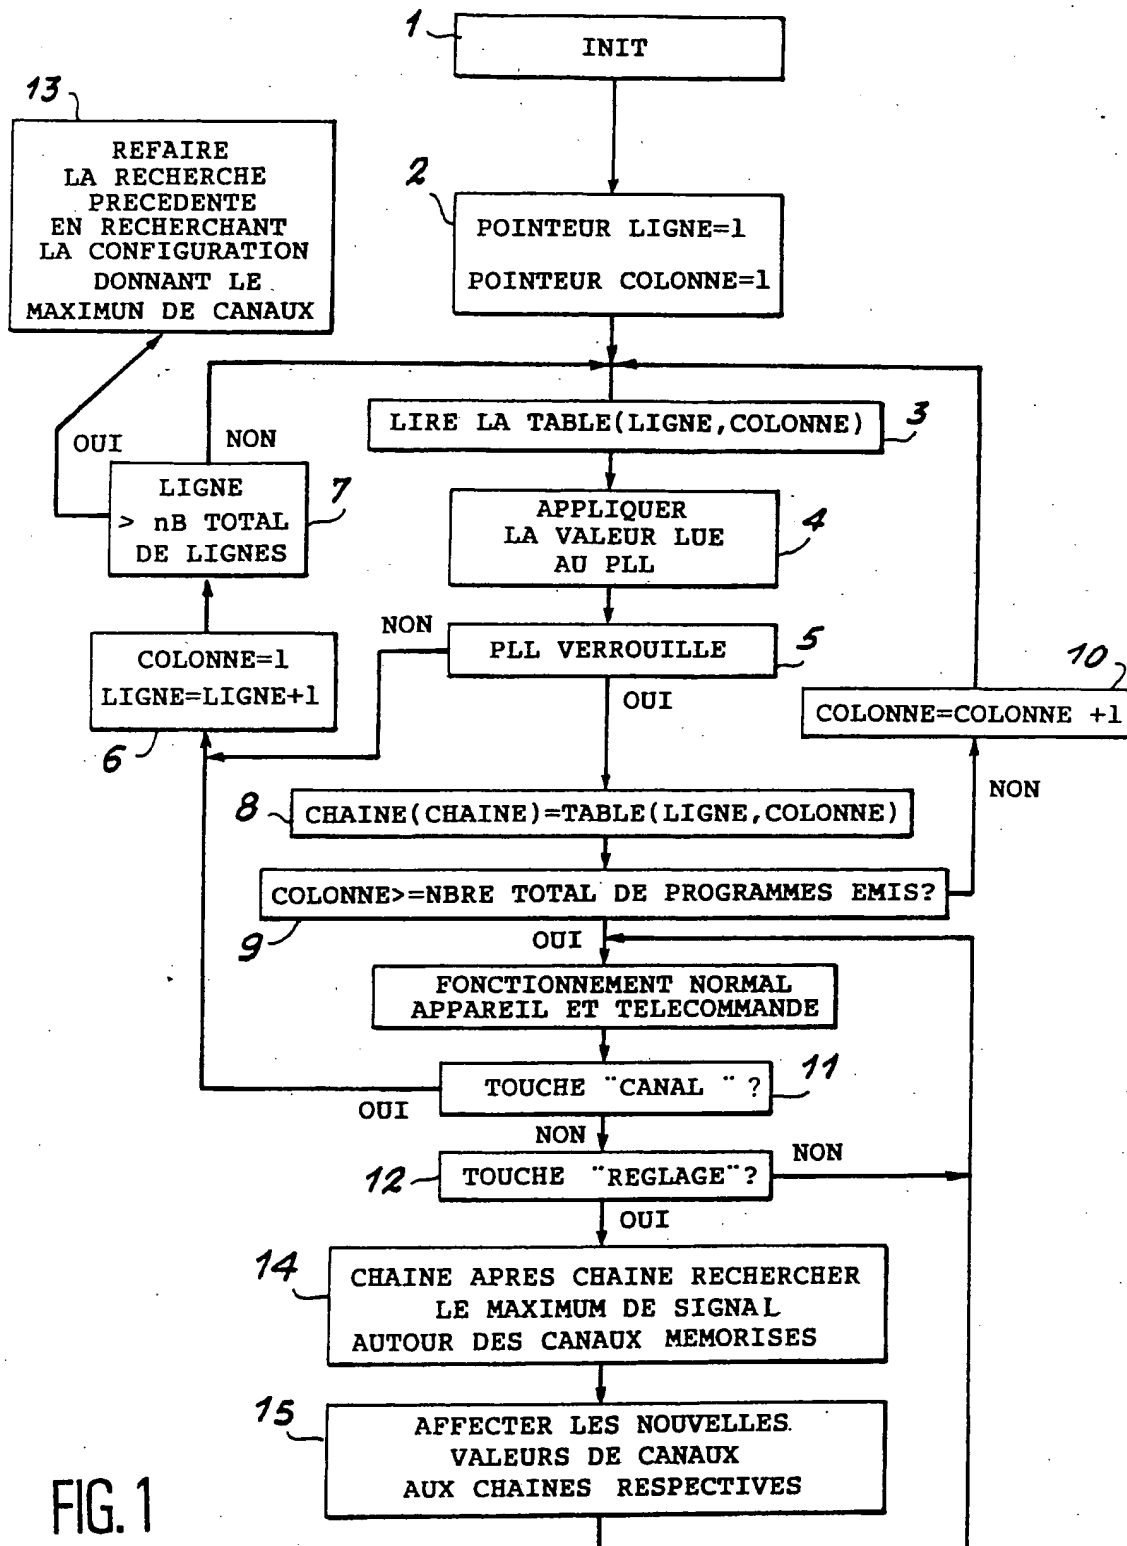 1
INIT
13
REFAIRE
LA RECHERCHE
PRECEDENTE
EN RECHERCHANT
LA CONFIGURATION
DONNANT LE
MAXIMUN DE CANAUX
2
POINTEUR LIGNE=1
POINTEUR COLONNE=1
LIRE LA TABLE(LIGNE,COLONNE)
3
OUI
NON
LIGNE
> nB TOTAL
DE LIGNES
7
APPLIQUER
LA VALEUR LUE
AU PLL
4
NON
PLL VERROUILLE
5
OUI
COLONNE=1
LIGNE=LIGNE+1
6
10
COLONNE=COLONNE +1
NON
8
CHAINE(CHAINE)=TABLE(LIGNE,COLONNE)
COLONNE>=NBRE TOTAL DE PROGRAMMES EMIS?
9
OUI
FONCTIONNEMENT NORMAL
APPAREIL ET TELECOMMANDE
TOUCHE "CANAL " ?
11
OUI
NON
12
TOUCHE "REGLAGE"?
NON
OUI
14
CHAINE APRES CHAINE RECHERCHER
LE MAXIMUM DE SIGNAL
AUTOUR DES CANAUX MEMORISES
15
AFFECTER LES NOUVELLES
VALEURS DE CANAUX
AUX CHAINES RESPECTIVES
FIG. 1